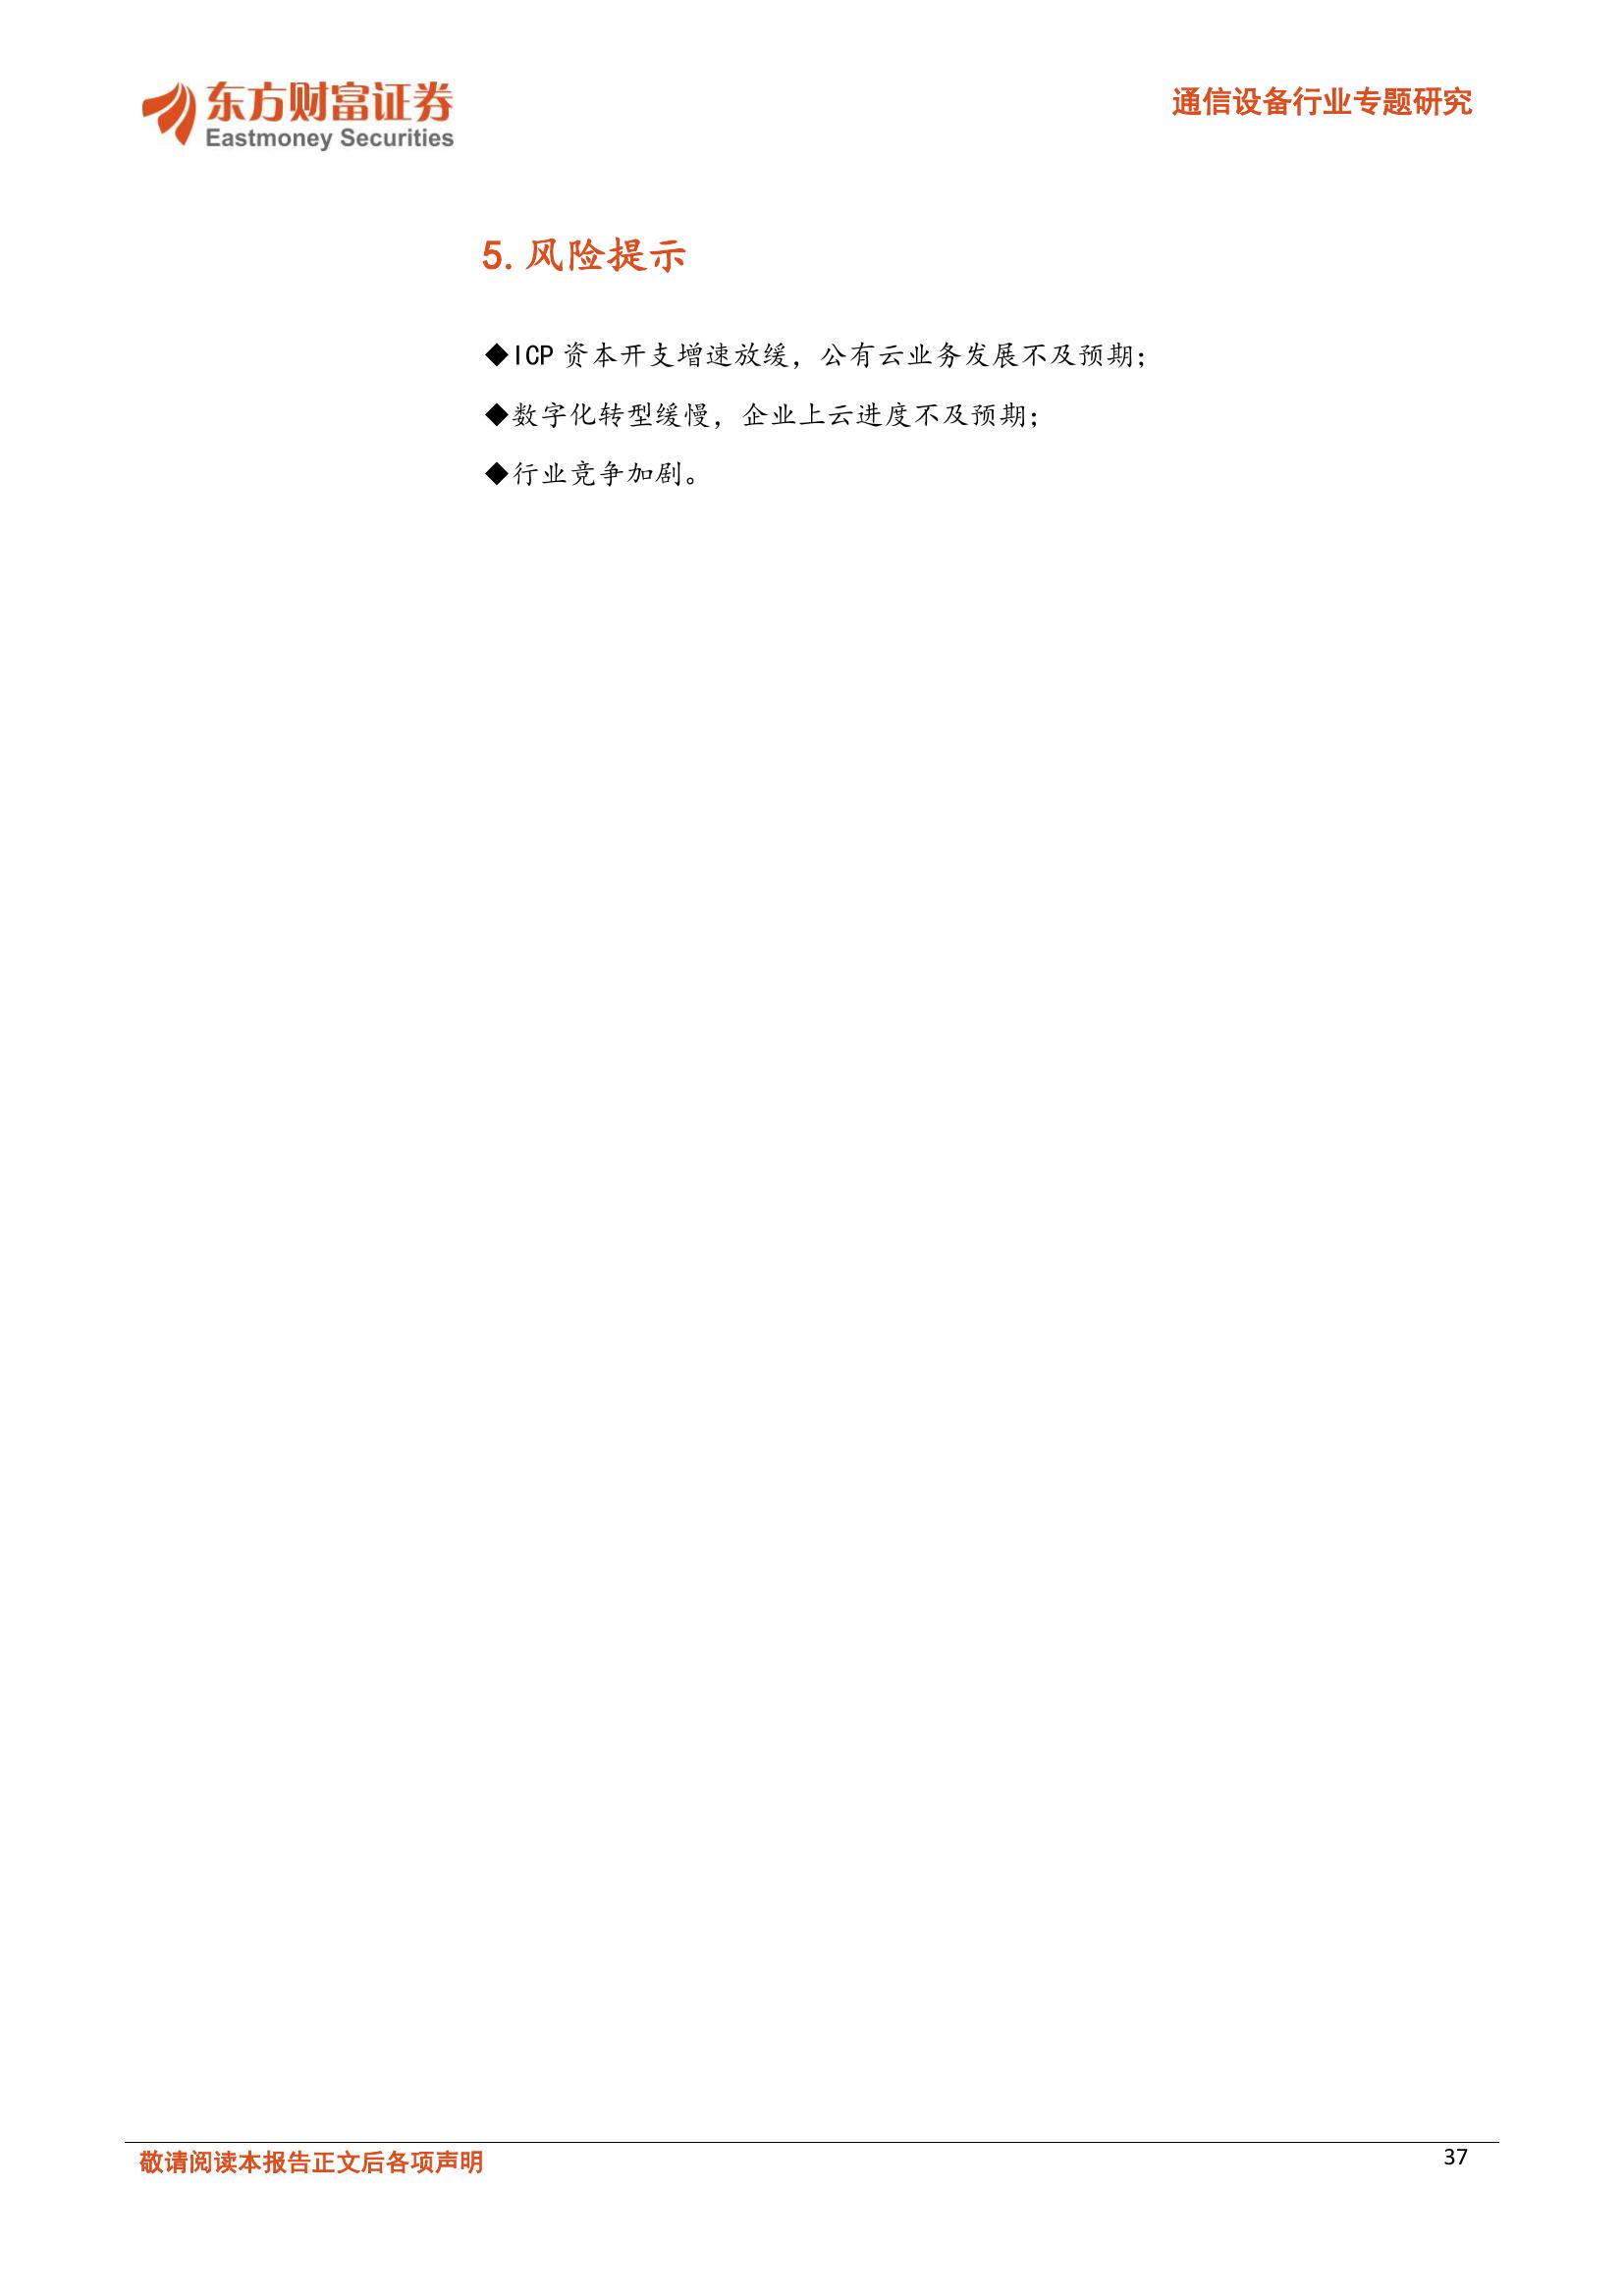 东方财富证券
Eastmoney Securities
通信设备行业专题研究
5.风险提示
◆ICP 资本开支增速放缓，公有云业务发展不及预期；
◆数字化转型缓慢，企业上云进度不及预期；
◆行业竞争加剧。
敬请阅读本报告正文后各项声明
37